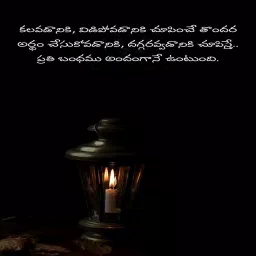 కలవడానికి, విడిపోవడానికి చూపించే తొందర
అర్థం చేసుకోవడానికి, దగ్గరవ్వడానికి చూపిస్తే..
ప్రతి బంధము అందంగానే ఉంటుంది.